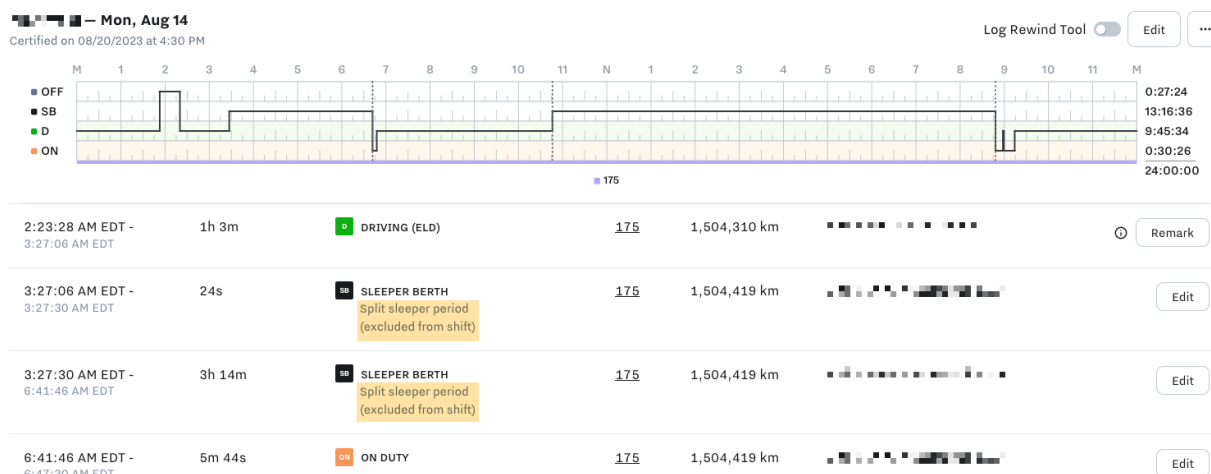 — Mon, Aug 14
Certified on 08/20/2023 at 4:30 PM
Log Rewind Tool Edit ...
M 1 2 3 4 5 6 7 8 9 10 11 N 1 2 3 4 5 6 7 8 9 10 11 M
OFF 0:27:24
SB 13:16:36
D 9:45:34
ON 0:30:26
24:00:00
175
2:23:28 AM EDT - 1h 3m D DRIVING (ELD) 175 1,504,310 km Remark
3:27:06 AM EDT
3:27:06 AM EDT - 24s SB SLEEPER BERTH 175 1,504,419 km Edit
3:27:30 AM EDT Split sleeper period
(excluded from shift)
3:27:30 AM EDT - 3h 14m SB SLEEPER BERTH 175 1,504,419 km Edit
6:41:46 AM EDT Split sleeper period
(excluded from shift)
6:41:46 AM EDT - 5m 44s ON ON DUTY 175 1,504,419 km Edit
6:47:30 AM EDT